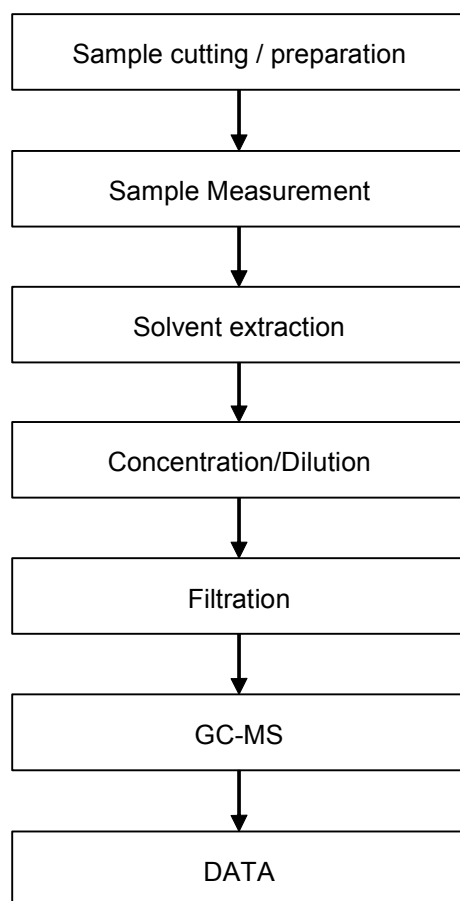 Sample cutting / preparation
Sample Measurement
Solvent extraction
Concentration/Dilution
Filtration
GC-MS
DATA